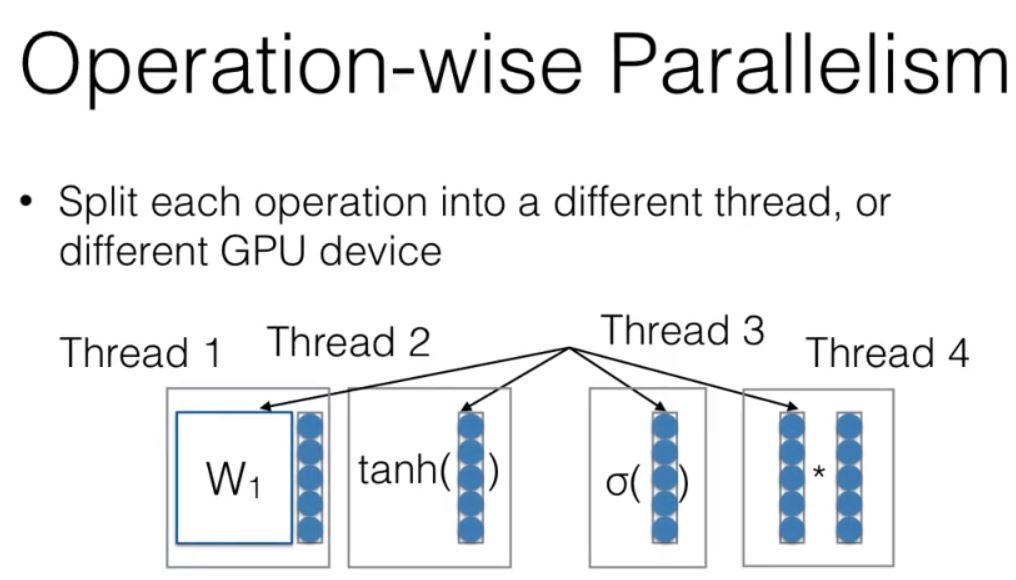 Operation-wise Parallelism
• Split each operation into a different thread, or
different GPU device
Thread 1 Thread 2 Thread 3 Thread 4
W₁ tanh( ) σ( ) *